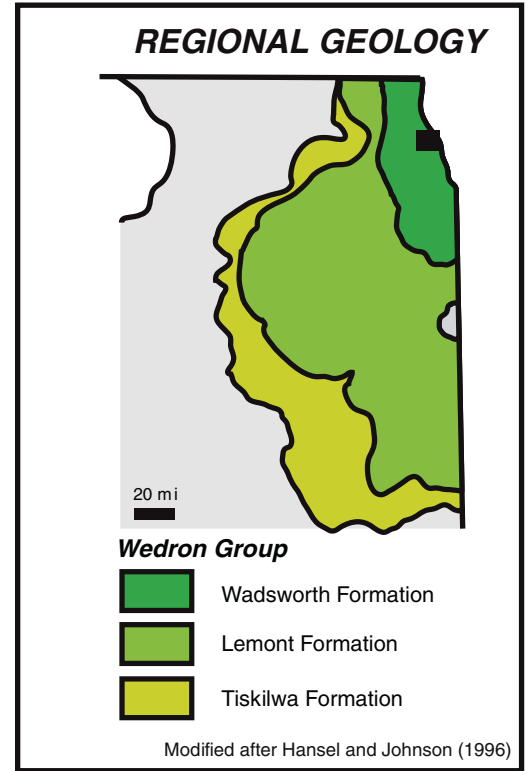 REGIONAL GEOLOGY
20 mi
Wedron Group
Wadsworth Formation
Lemont Formation
Tiskilwa Formation
Modified after Hansel and Johnson (1996)